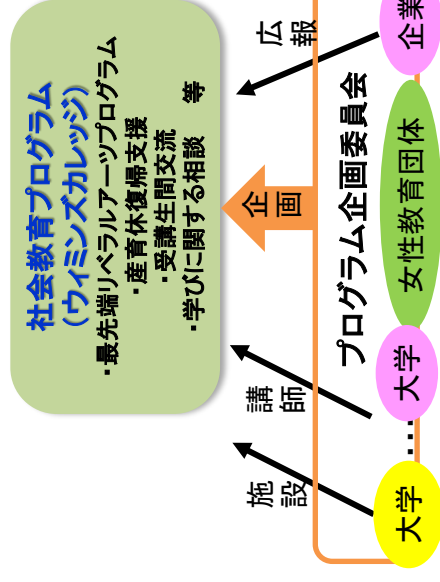 社会教育プログラム
（ウィミンズカレッジ）
・最先端リベラルアーツプログラム
・産育休復帰支援
・受講生間交流
・学びに関する相談　等
施設
講師
企画
広報
プログラム企画委員会
大学
・・・
大学
女性教育団体
企業